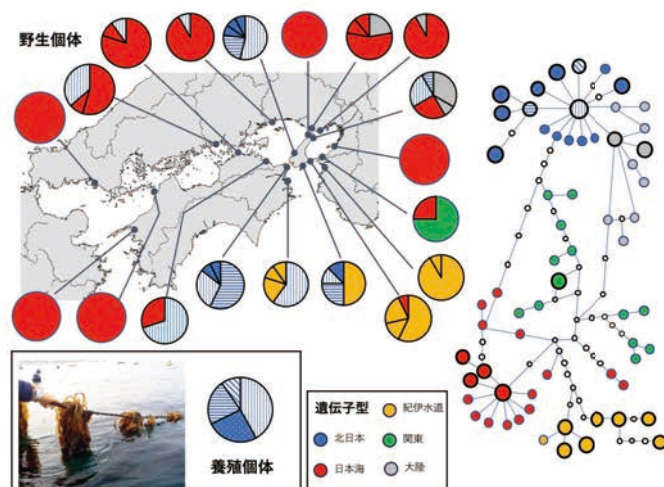 野生個体
養殖個体
遺伝子型
北日本
日本海
紀伊水道
関東
大陸